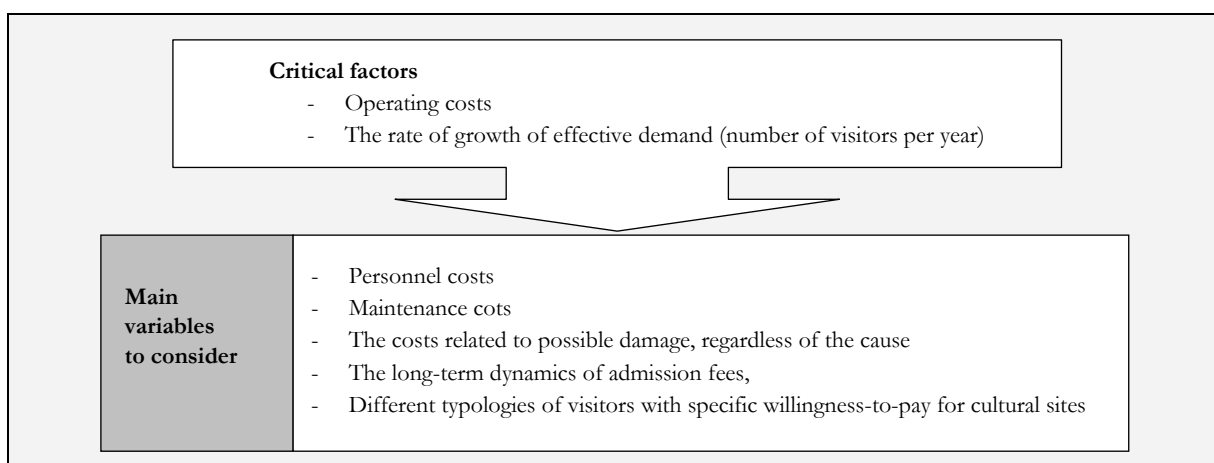 Critical factors
- Operating costs
- The rate of growth of effective demand (number of visitors per year)
Main
variables
to consider
- Personnel costs
- Maintenance cots
- The costs related to possible damage, regardless of the cause
- The long-term dynamics of admission fees,
- Different typologies of visitors with specific willingness-to-pay for cultural sites